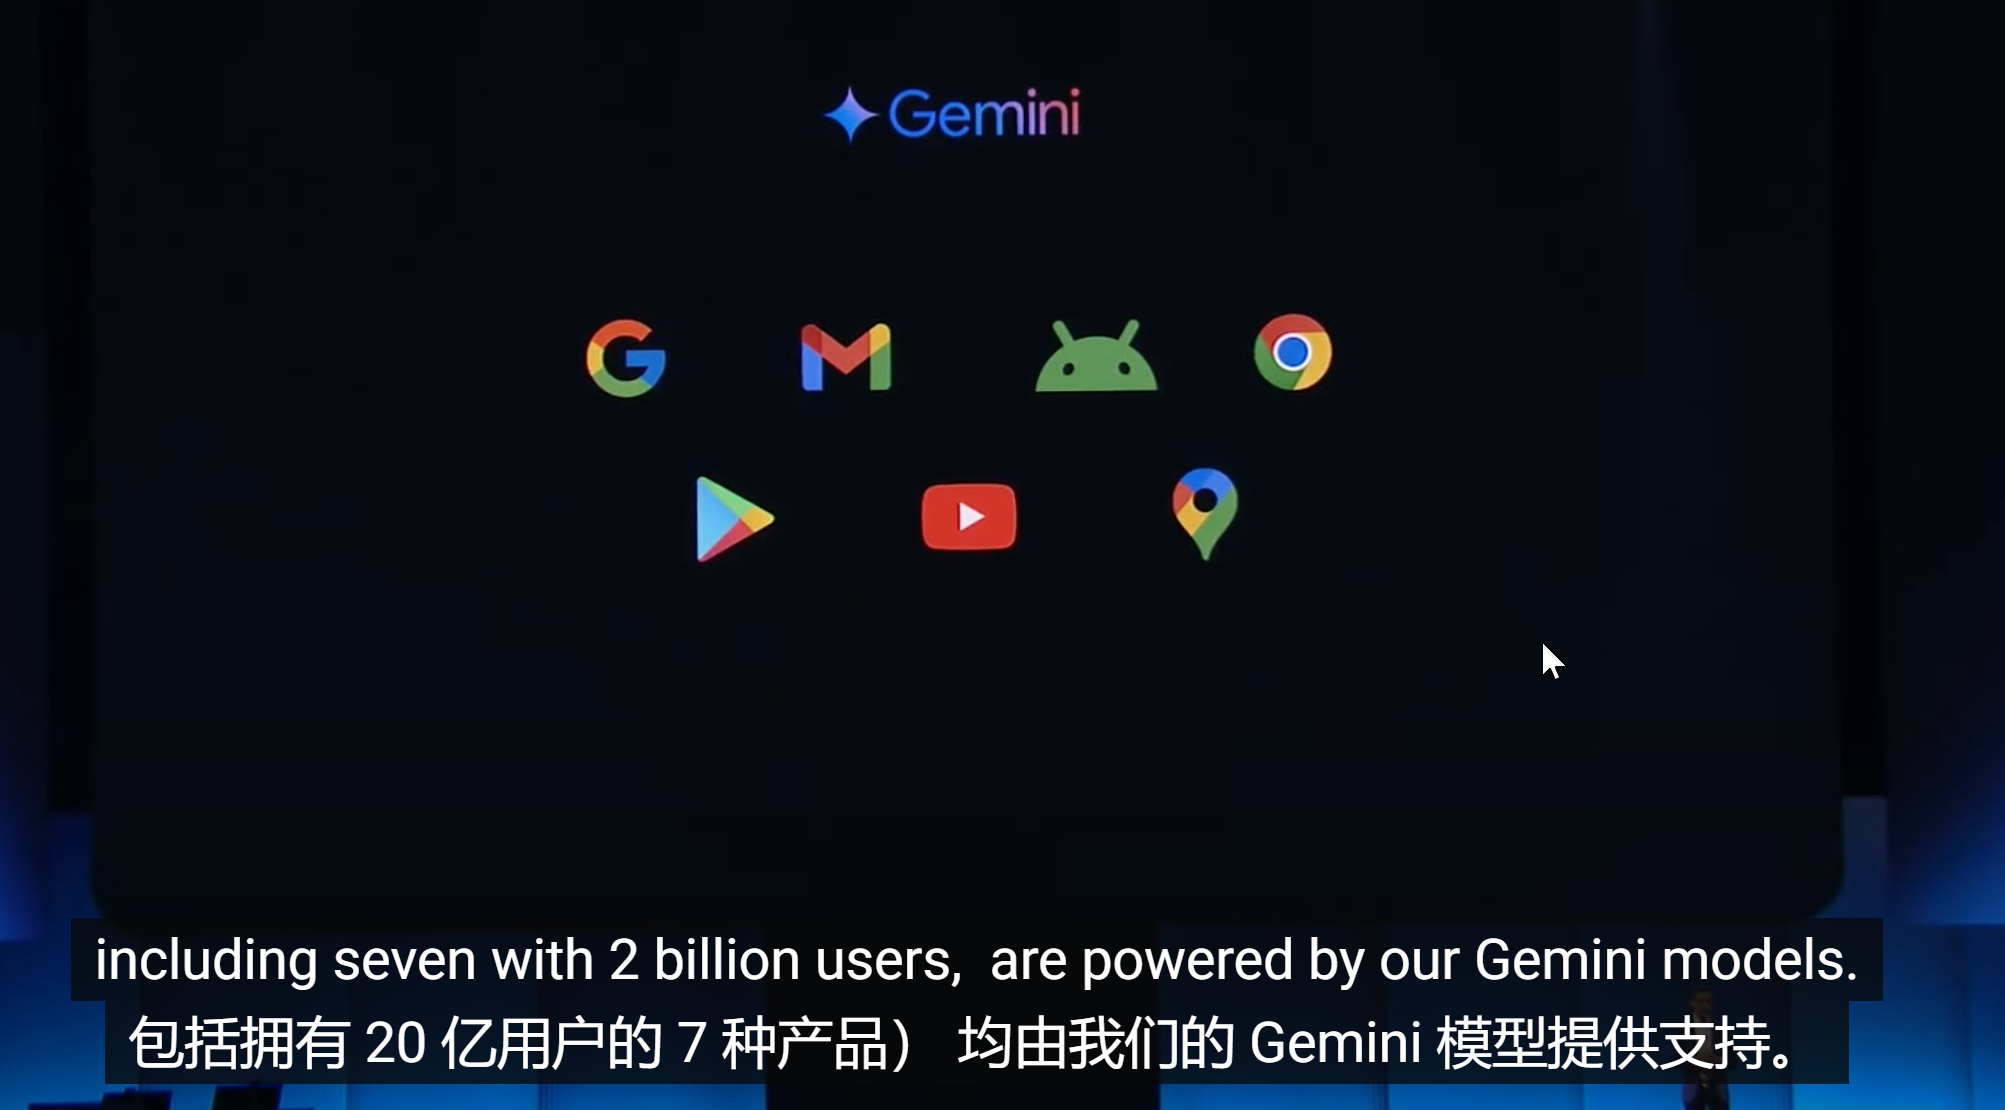 Gemini
including seven with 2 billion users, are powered by our Gemini models.
包括拥有 20 亿用户的 7 种产品） 均由我们的 Gemini 模型提供支持。